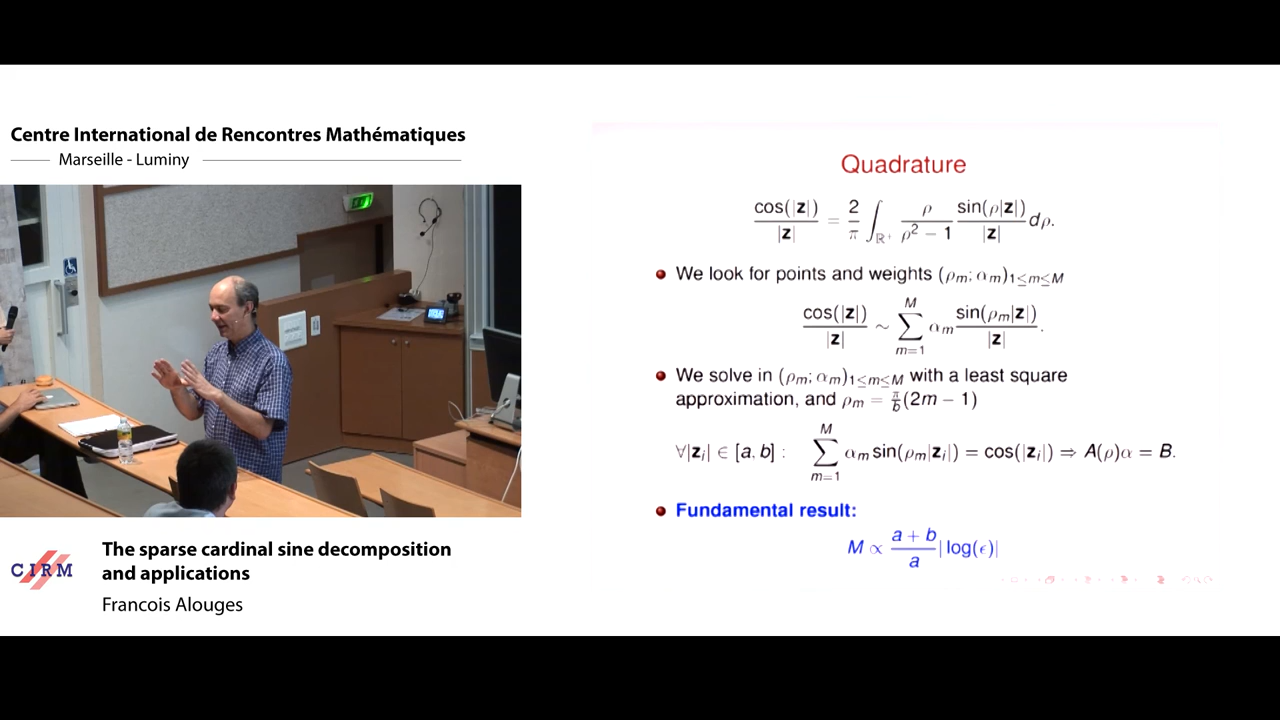 Centre International de Rencontres Mathématiques
Marseille - Luminy
Quadrature
cos(|z|)/|z| = 2/π ∫_{ℝ⁺} ρ/(ρ² − 1) sin(ρ|z|)/|z| dρ.
We look for points and weights (ρₘ; αₘ)₁≤ₘ≤M
cos(|z|)/|z| ∼ ∑_{m=1}^{M} αₘ sin(ρₘ|z|)/|z|.
We solve in (ρₘ; αₘ)₁≤ₘ≤M with a least square
approximation, and ρₘ = π/b (2m − 1)
∀|zᵢ| ∈ [a, b] : ∑_{m=1}^{M} αₘ sin(ρₘ|zᵢ|) = cos(|zᵢ|) ⇒ A(ρ)α = B.
Fundamental result:
M ∝ (a + b)/a |log(ϵ)|
CIRM
The sparse cardinal sine decomposition
and applications
Francois Alouges